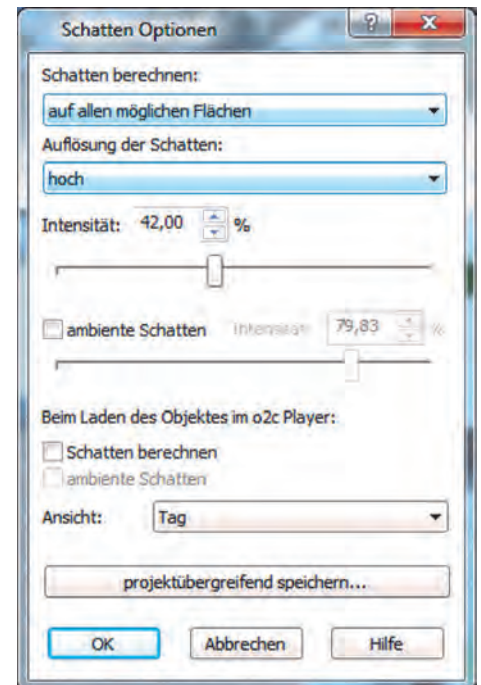 Schatten Optionen
Schatten berechnen:
auf allen möglichen Flächen
Auflösung der Schatten:
hoch
Intensität: 42,00 %
ambiente Schatten Intensität: 79,83 %
Beim Laden des Objektes im o2c Player:
Schatten berechnen
ambiente Schatten
Ansicht: Tag
projektübergreifend speichern...
OK Abbrechen Hilfe